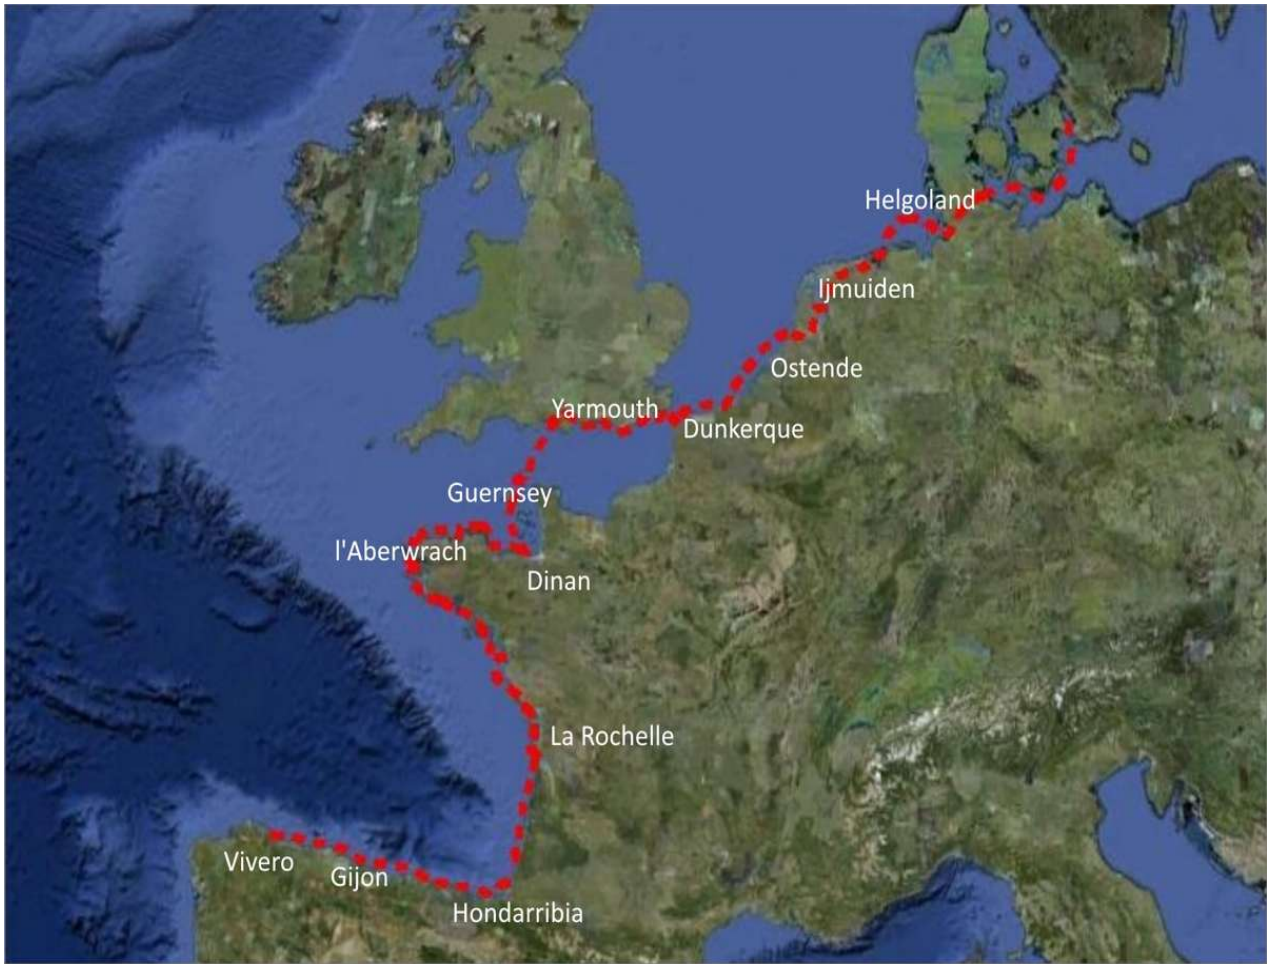 Helgoland
Ijmuiden
Ostende
Yarmouth
Dunkerque
Guernsey
l'Aberwrach
Dinan
La Rochelle
Vivero
Gijon
Hondarribia